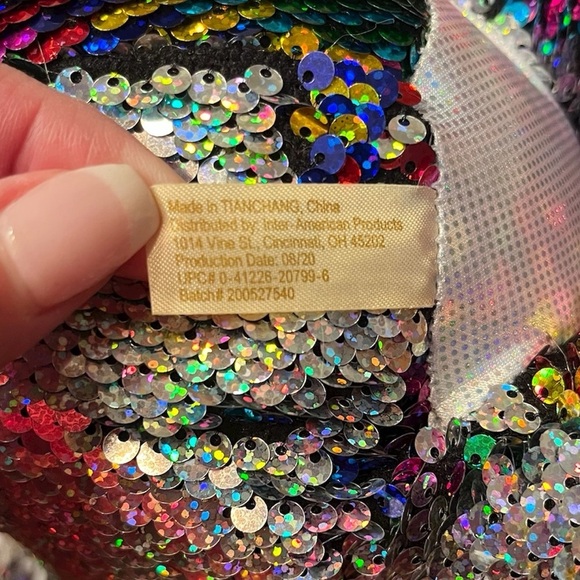 Made in TIANCHANG, China
Distributed by: Inter-American Products
1014 Vine St., Cincinnati, OH 45202
Production Date: 08/20
UPC# 0-41226-20799-6
Batch# 200527540